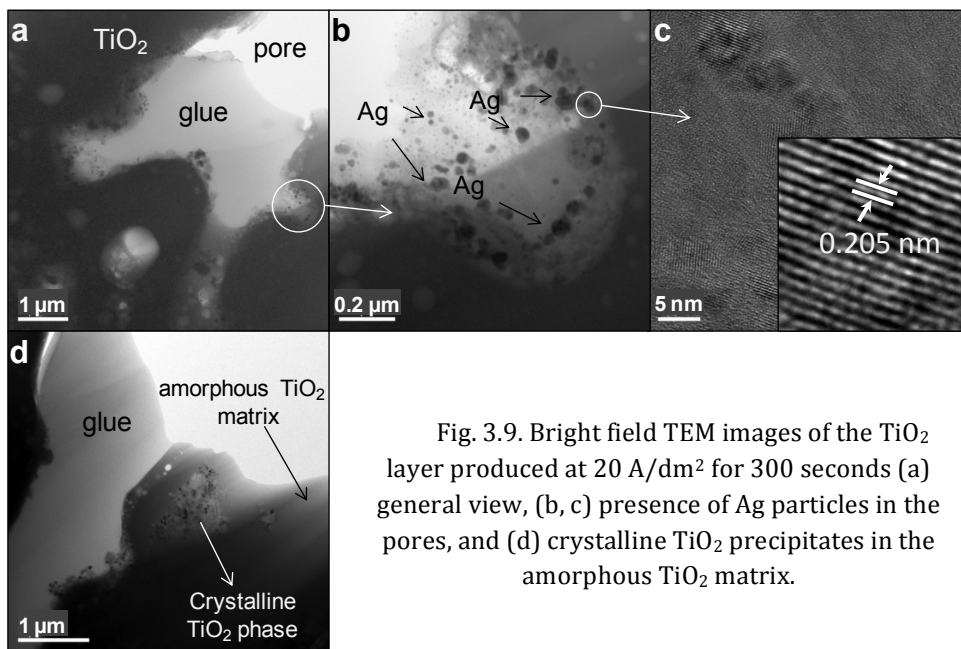 a
TiO₂
pore
glue
1 µm
b
Ag
Ag
Ag
0.2 µm
c
0.205 nm
5 nm
d
glue
amorphous TiO₂
matrix
Crystalline
TiO₂ phase
1 µm
Fig. 3.9. Bright field TEM images of the TiO₂
layer produced at 20 A/dm² for 300 seconds (a)
general view, (b, c) presence of Ag particles in the
pores, and (d) crystalline TiO₂ precipitates in the
amorphous TiO₂ matrix.